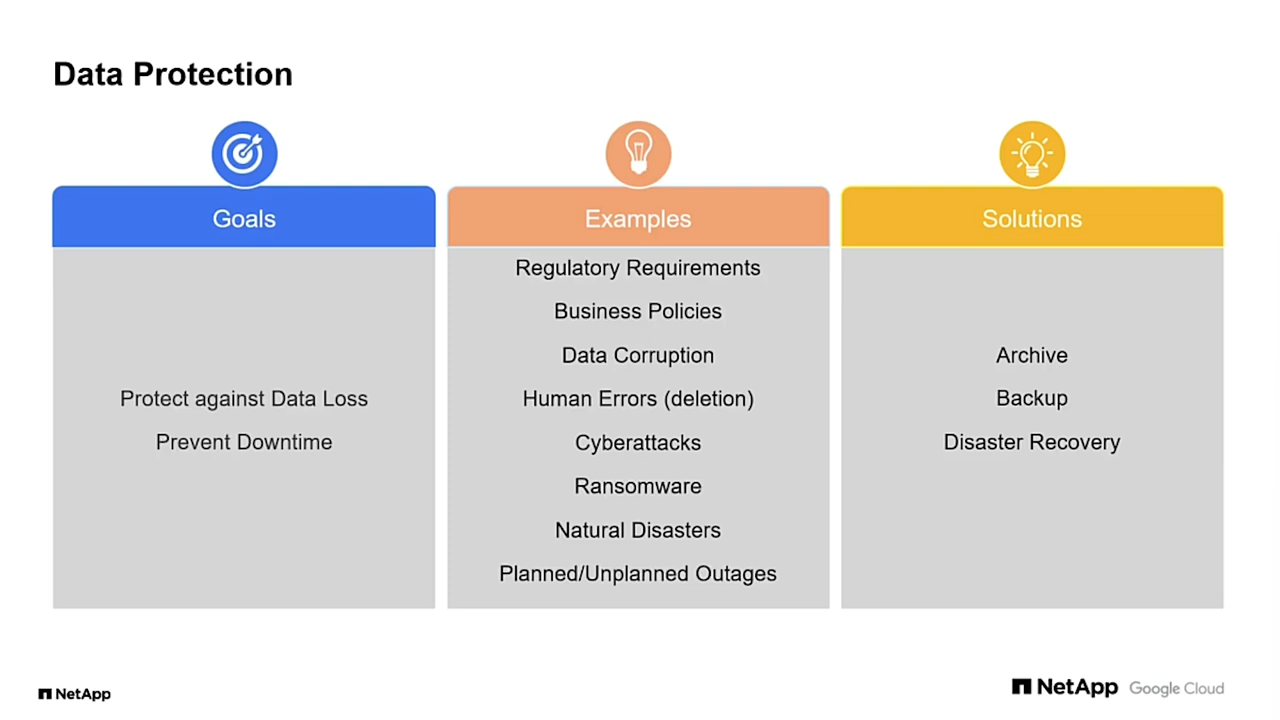 Data Protection
Goals
Protect against Data Loss
Prevent Downtime
Examples
Regulatory Requirements
Business Policies
Data Corruption
Human Errors (deletion)
Cyberattacks
Ransomware
Natural Disasters
Planned/Unplanned Outages
Solutions
Archive
Backup
Disaster Recovery
NetApp
NetApp Google Cloud